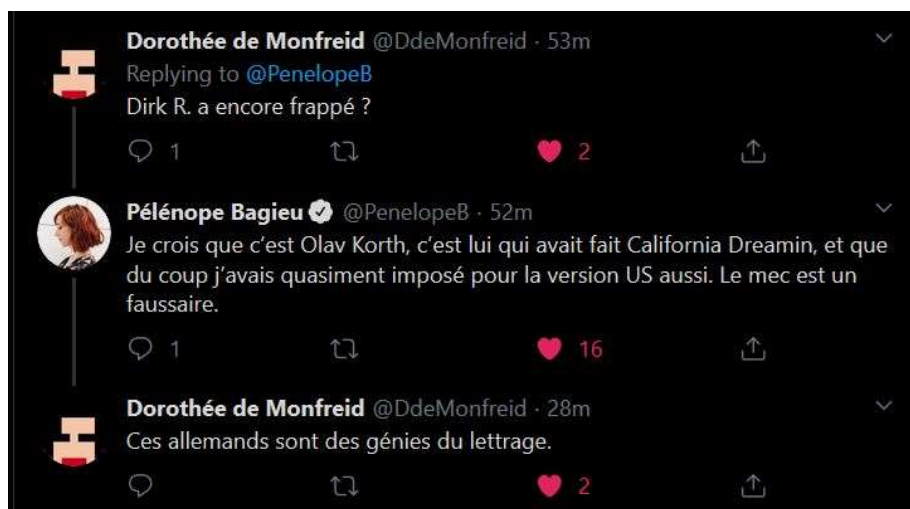 Dorothée de Monfreid @DdeMonfreid · 53m
Replying to @PenelopeB
Dirk R. a encore frappé ?
1 2
Pélénope Bagieu @PenelopeB · 52m
Je crois que c’est Olav Korth, c’est lui qui avait fait California Dreamin, et que
du coup j’avais quasiment imposé pour la version US aussi. Le mec est un
faussaire.
1 16
Dorothée de Monfreid @DdeMonfreid · 28m
Ces allemands sont des génies du lettrage.
2